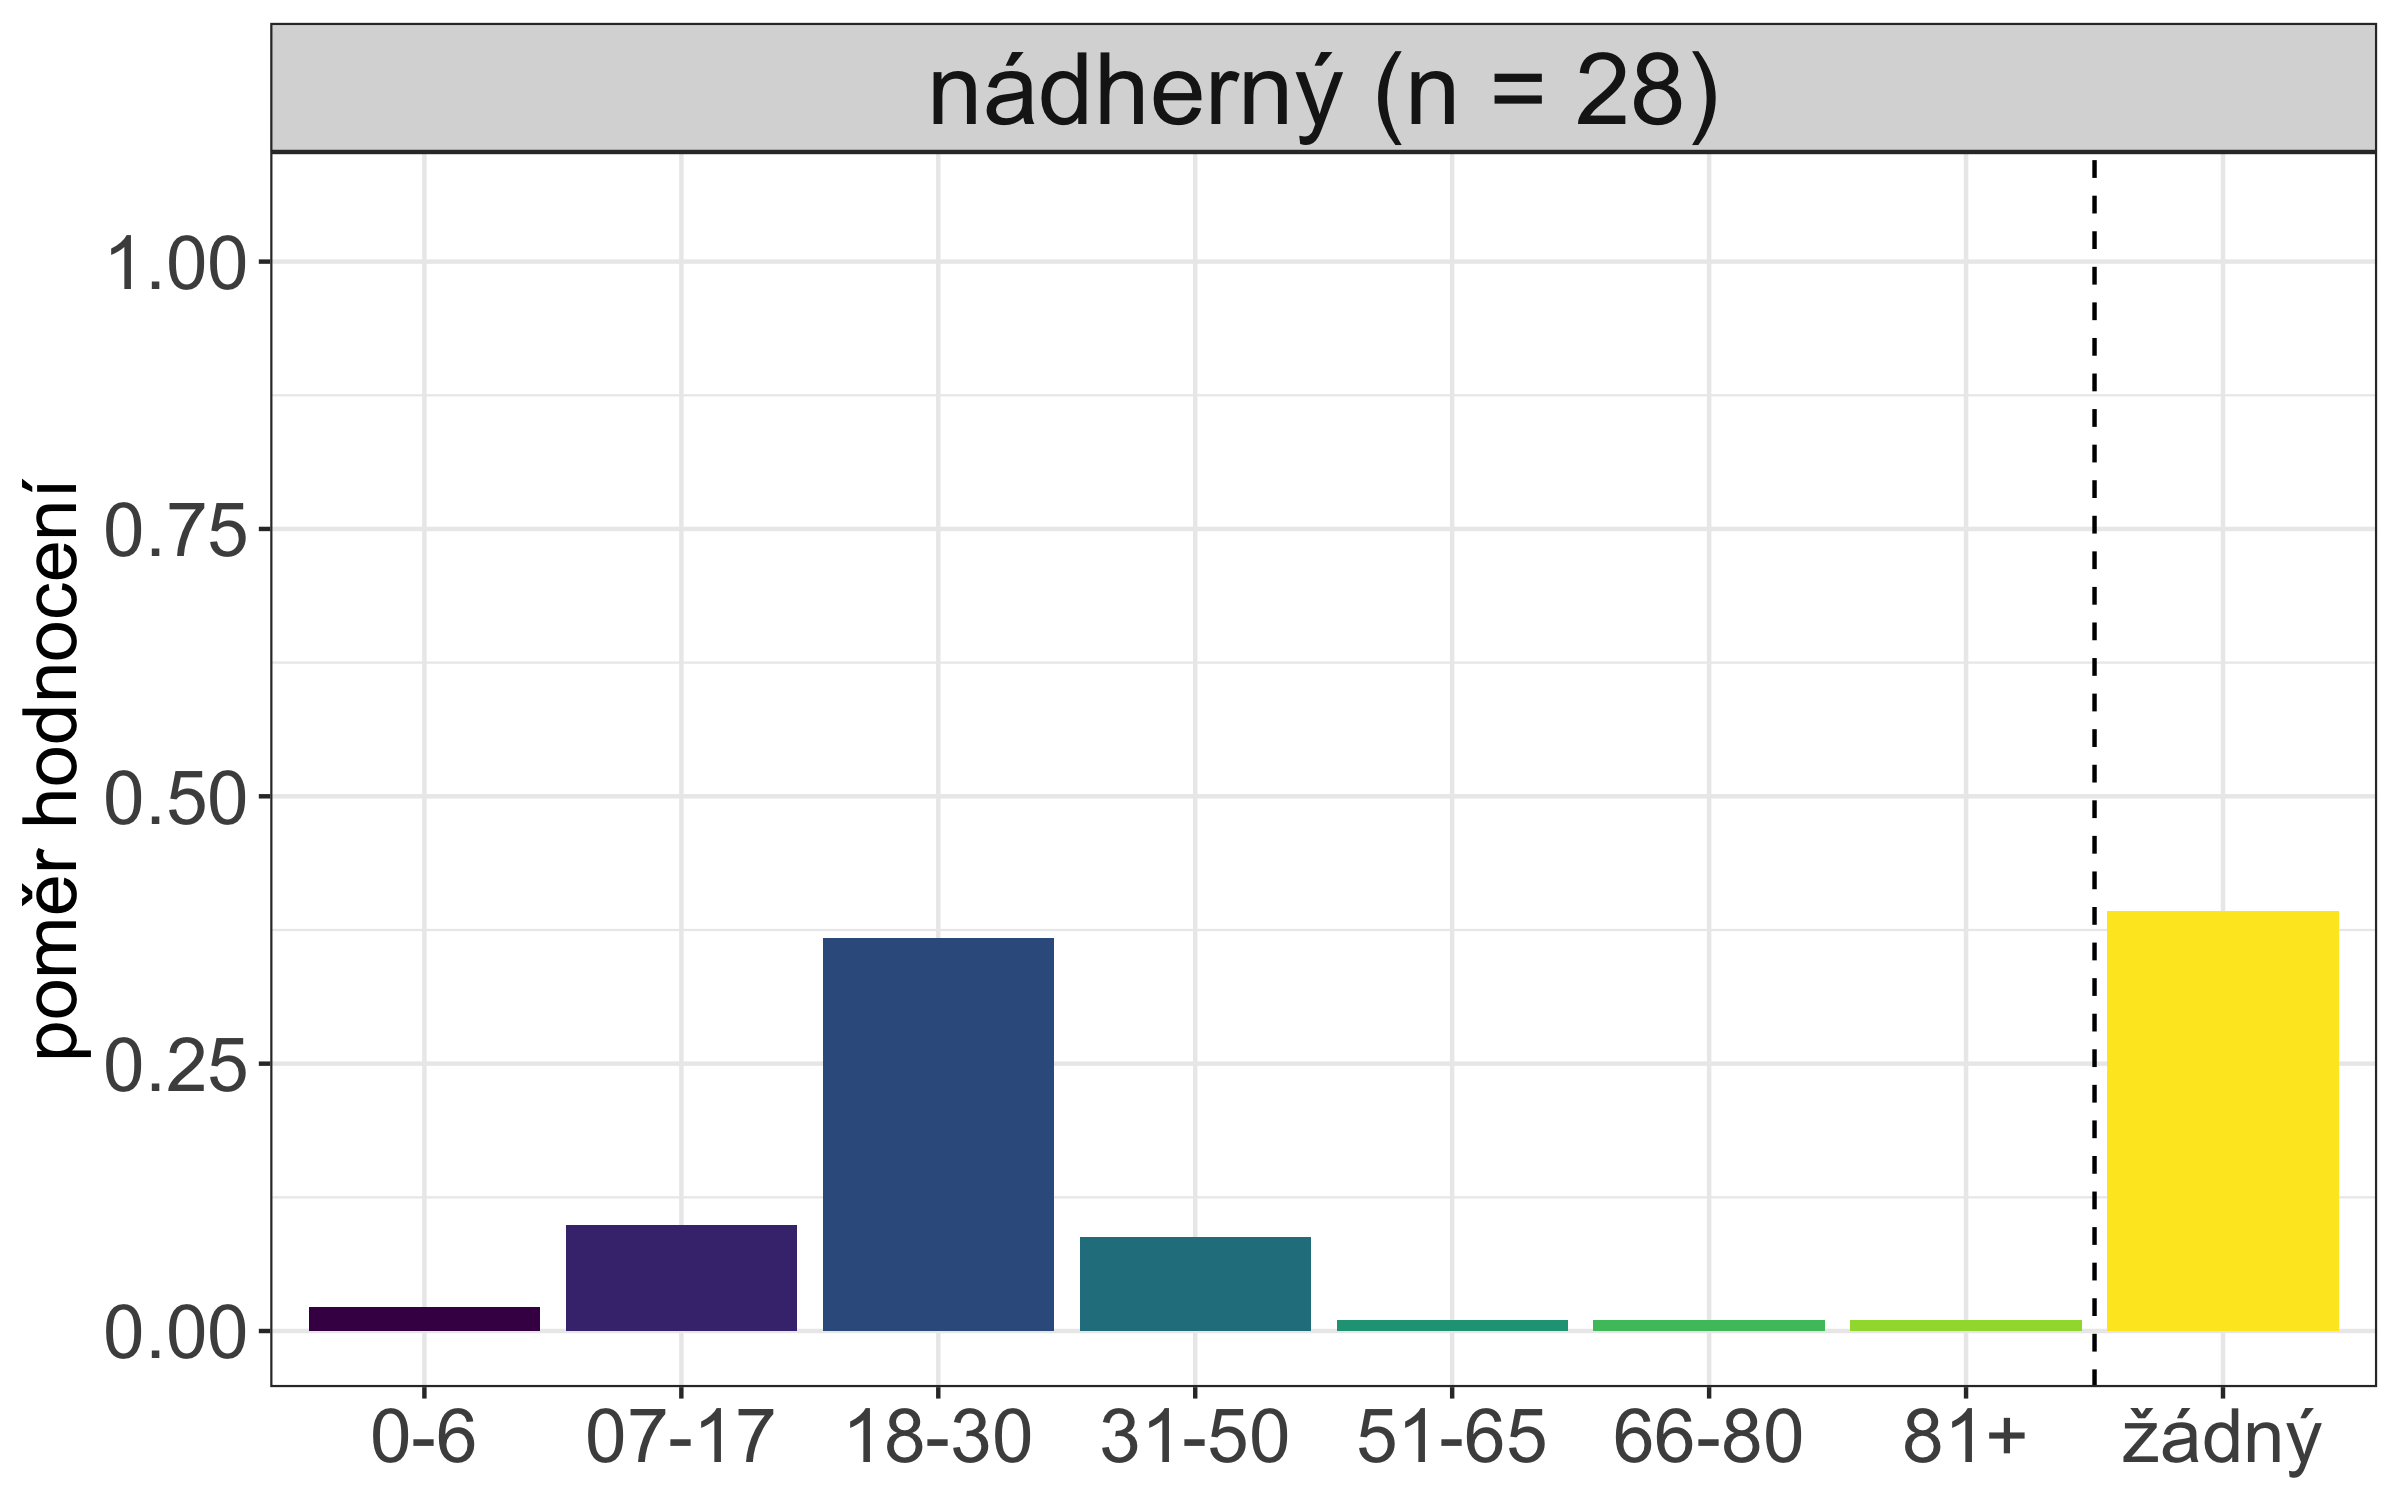 nádherný (n = 28)
poměr hodnocení
1.00
0.75
0.50
0.25
0.00
0-6 07-17 18-30 31-50 51-65 66-80 81+ žádný